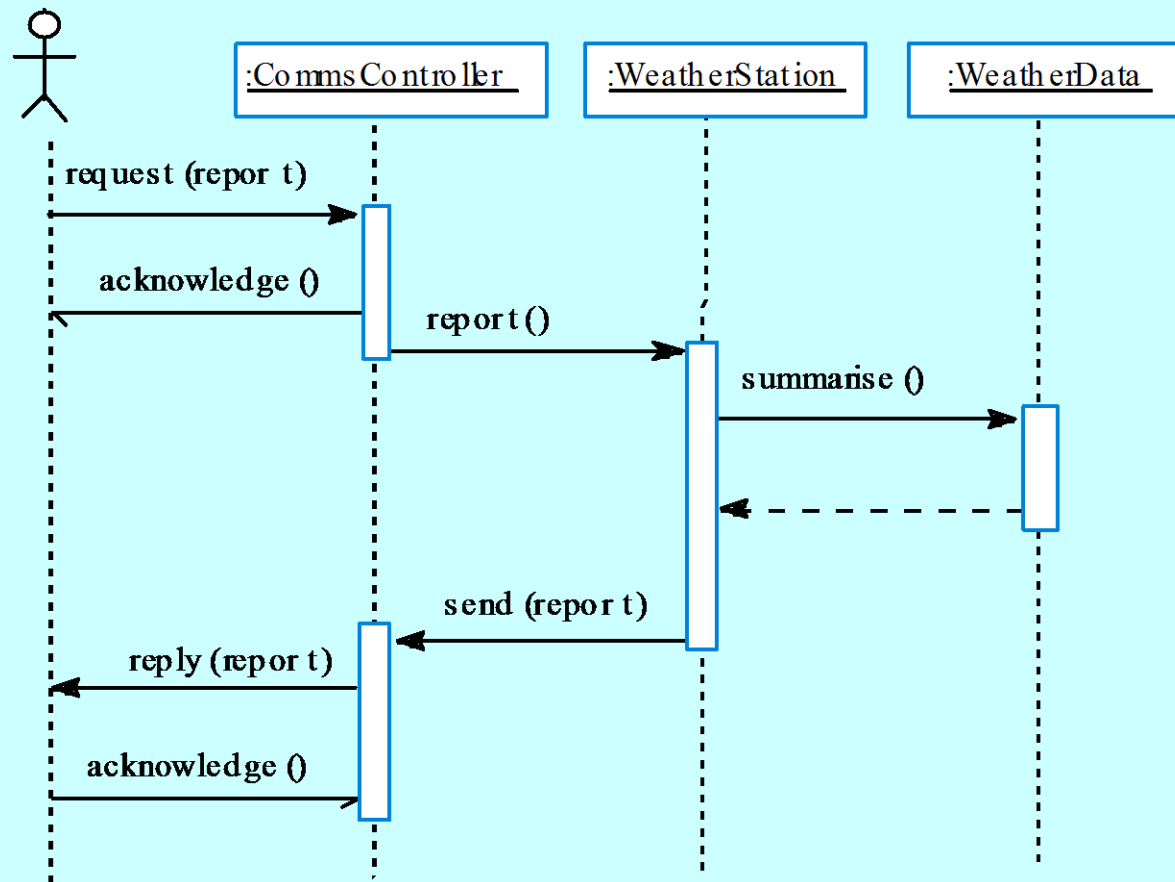 :CommsController
:WeatherStation
:WeatherData
request (report)
acknowledge ()
report ()
summarise ()
send (report)
reply (report)
acknowledge ()